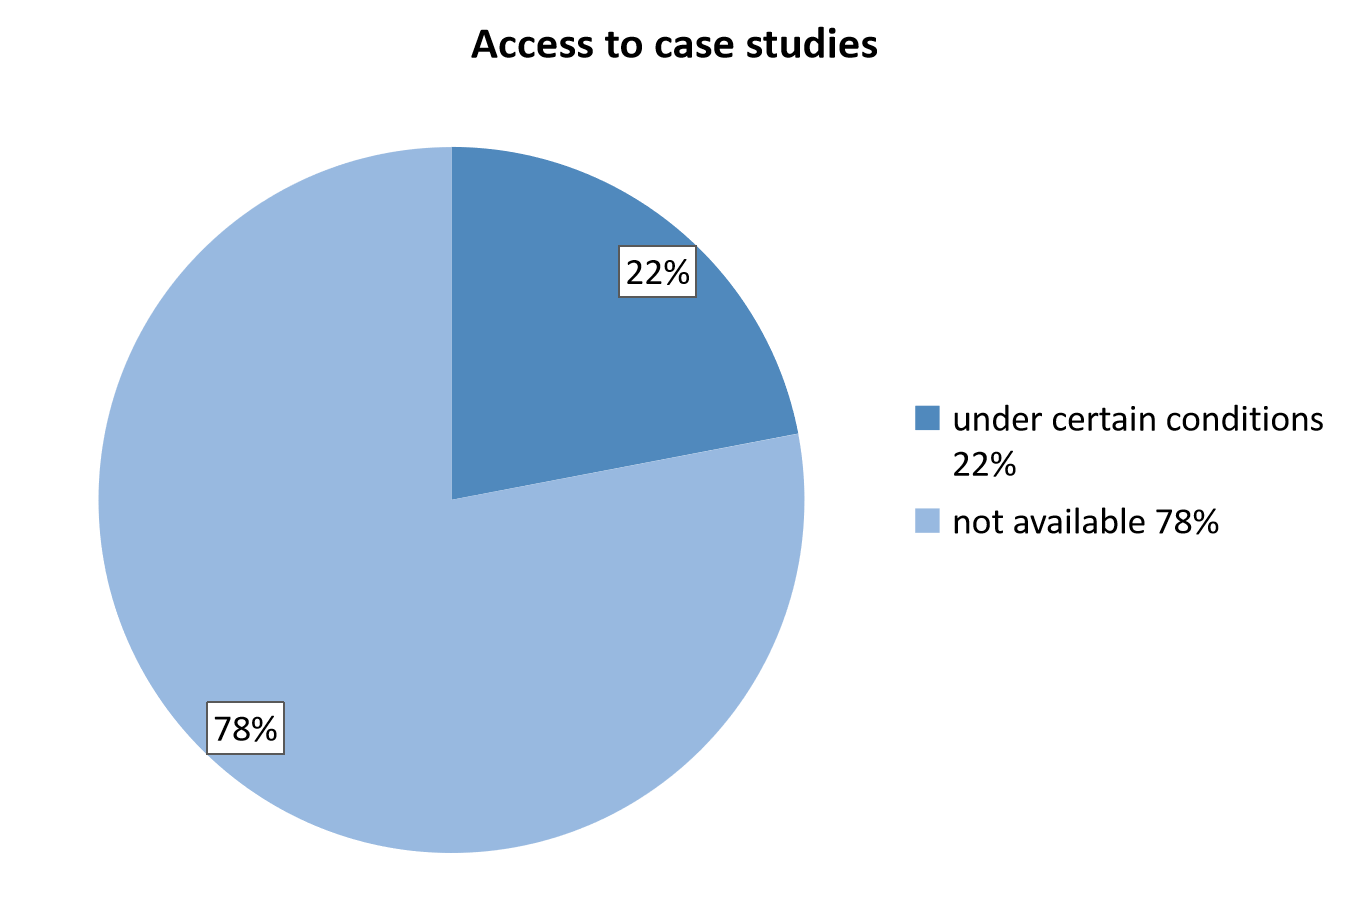 Access to case studies
22%
under certain conditions
22%
not available 78%
78%